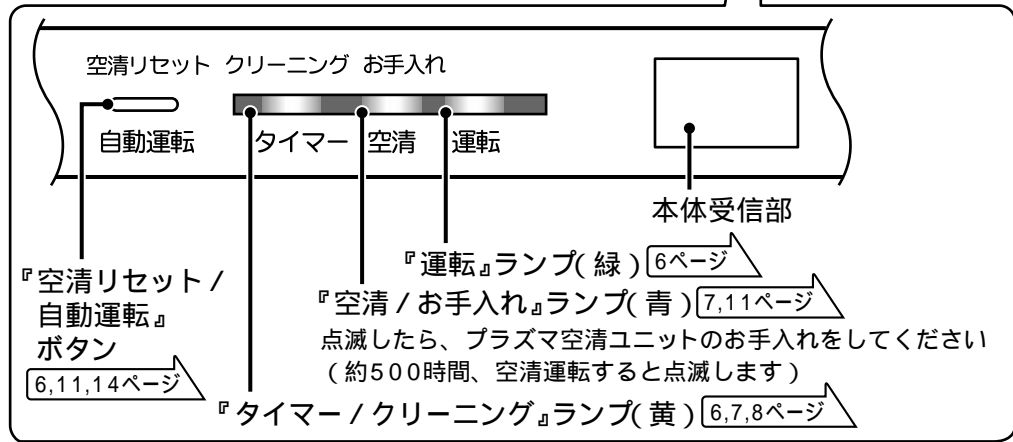 空清リセット クリーニング お手入れ
自動運転 タイマー 空清 運転
本体受信部
『運転』ランプ(緑) 6ページ
『空清/お手入れ』ランプ(青) 7,11ページ
点滅したら、プラズマ空清ユニットのお手入れをしてください
(約500時間、空清運転すると点滅します)
『空清リセット/
自動運転』
ボタン
6,11,14ページ
『タイマー/クリーニング』ランプ(黄) 6,7,8ページ